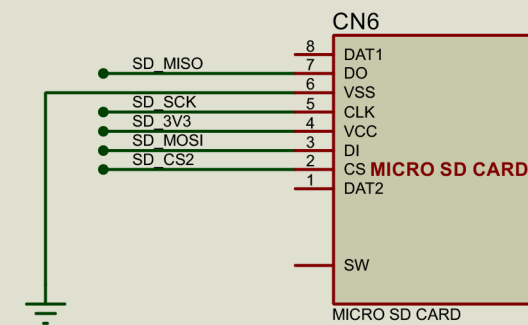 CN6
8 DAT1
SD_MISO 7 DO
6 VSS
SD_SCK 5 CLK
SD_3V3 4 VCC
SD_MOSI 3 DI
SD_CS2 2 CS MICRO SD CARD
1 DAT2
SW
MICRO SD CARD